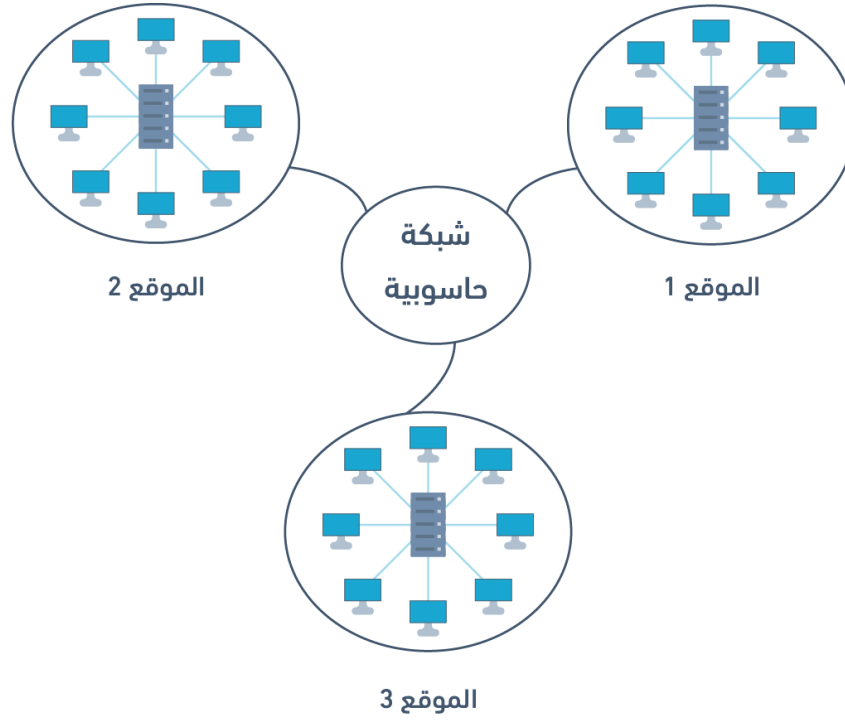 شبكة
حاسوبية
الموقع 1
الموقع 2
الموقع 3